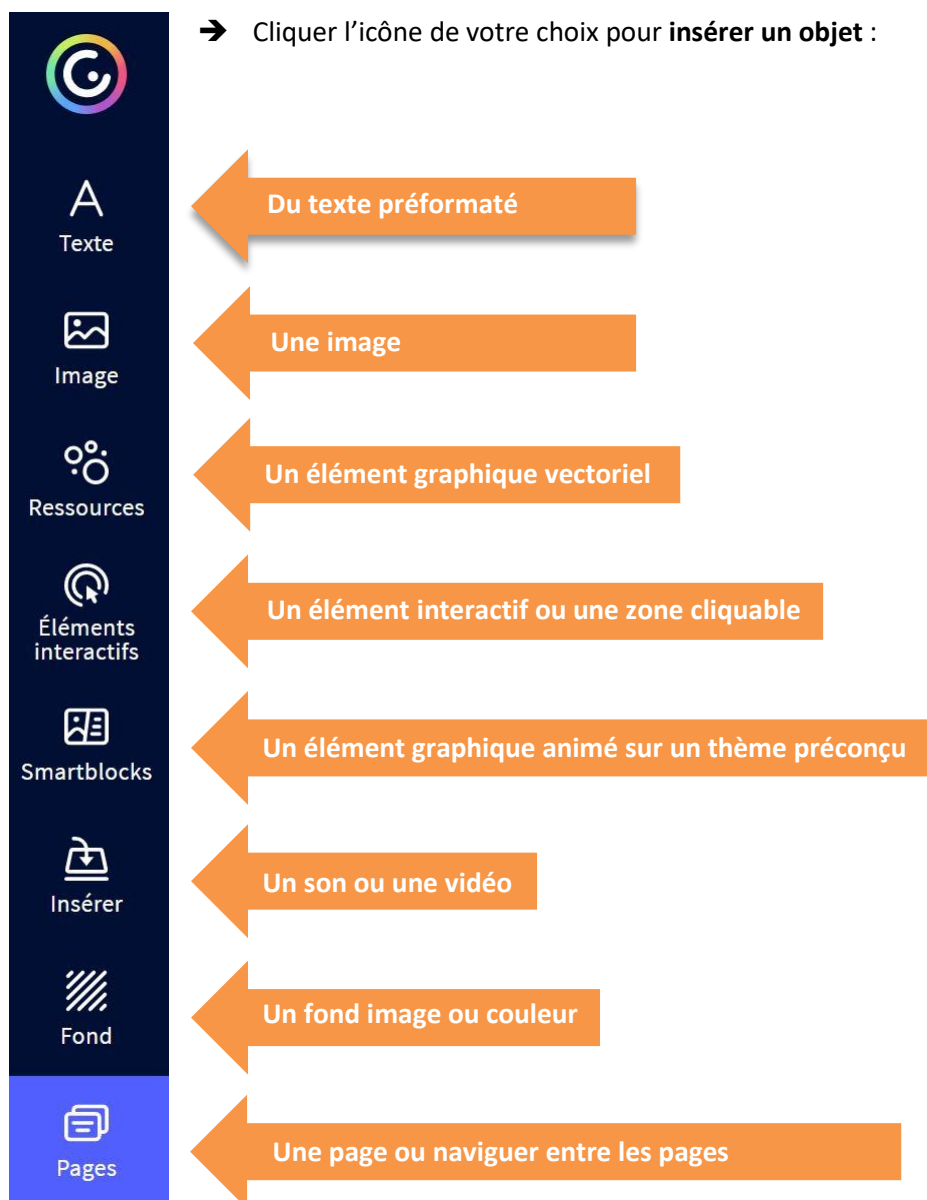 ➔ Cliquer l’icône de votre choix pour insérer un objet :
Texte
Du texte préformaté
Image
Une image
Ressources
Un élément graphique vectoriel
Éléments
interactifs
Un élément interactif ou une zone cliquable
Smartblocks
Un élément graphique animé sur un thème préconçu
Insérer
Un son ou une vidéo
Fond
Un fond image ou couleur
Pages
Une page ou naviguer entre les pages